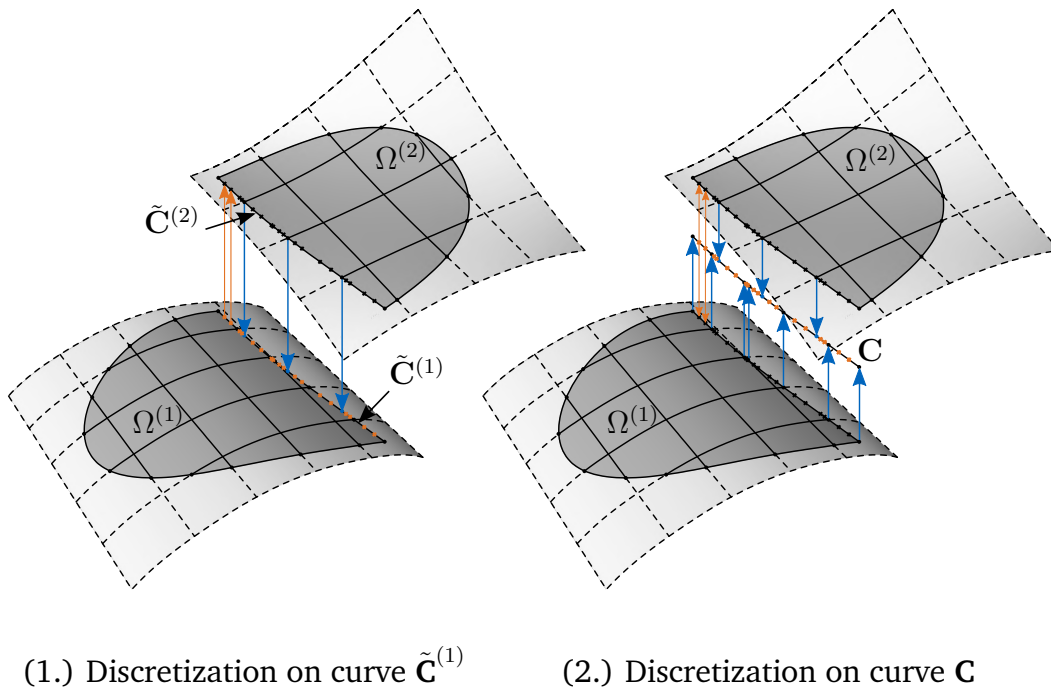 Ω^(2)
Ω^(2)
C̃^(2)
C
C̃^(1)
Ω^(1)
Ω^(1)
(1.) Discretization on curve C̃^(1)
(2.) Discretization on curve C